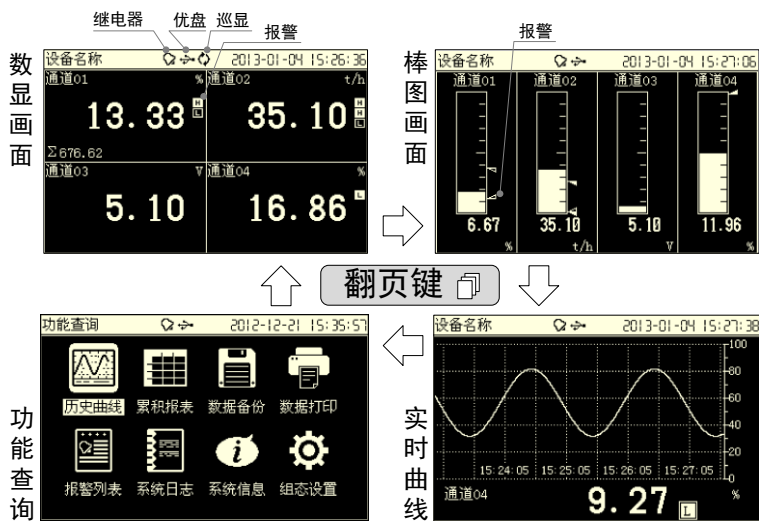 继电器 优盘 巡显 报警
数显画面
设备名称 2013-01-04 15:26:36
通道01 % 通道02 t/h
13.33 H L 35.10 H H L
Σ676.62
通道03 V 通道04 %
5.10 16.86 L
报警
棒图画面
设备名称 2013-01-04 15:27:06
通道01 通道02 通道03 通道04
6.67 35.10 5.10 11.96
% t/h V %
翻页键
功能查询
功能查询 2012-12-21 15:35:57
历史曲线 累积报表 数据备份 数据打印
报警列表 系统日志 系统信息 组态设置
实时曲线
设备名称 2013-01-04 15:27:38
100
80
60
40
20
0
15:24:05 15:25:05 15:26:05 15:27:05
通道04 9.27 L %